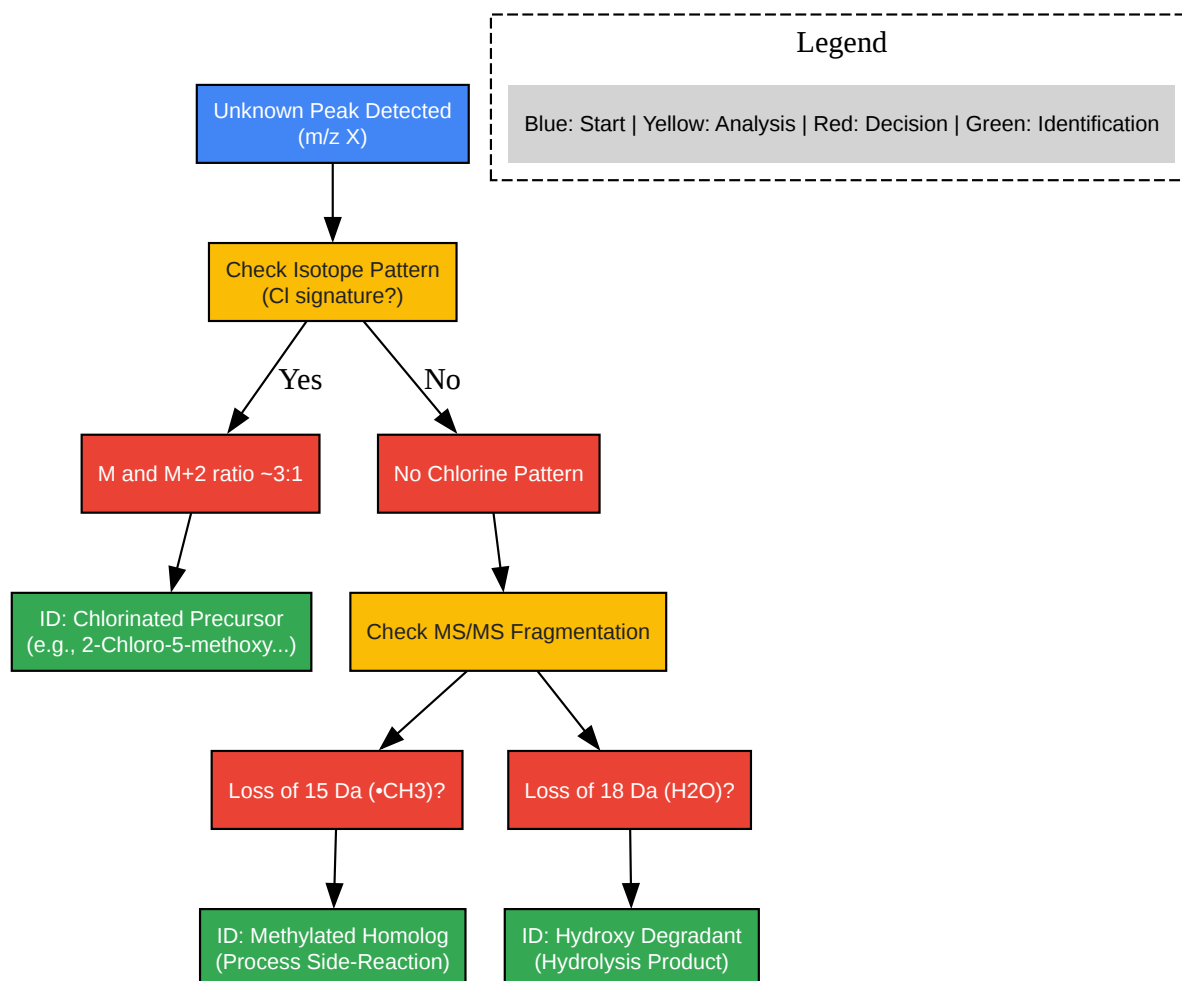 Legend
Blue: Start | Yellow: Analysis | Red: Decision | Green: Identification
Unknown Peak Detected
(m/z X)
Check Isotope Pattern
(Cl signature?)
Yes
No
M and M+2 ratio ~3:1
No Chlorine Pattern
ID: Chlorinated Precursor
(e.g., 2-Chloro-5-methoxy...)
Check MS/MS Fragmentation
Loss of 15 Da (•CH3)?
Loss of 18 Da (H2O)?
ID: Methylated Homolog
(Process Side-Reaction)
ID: Hydroxy Degradant
(Hydrolysis Product)